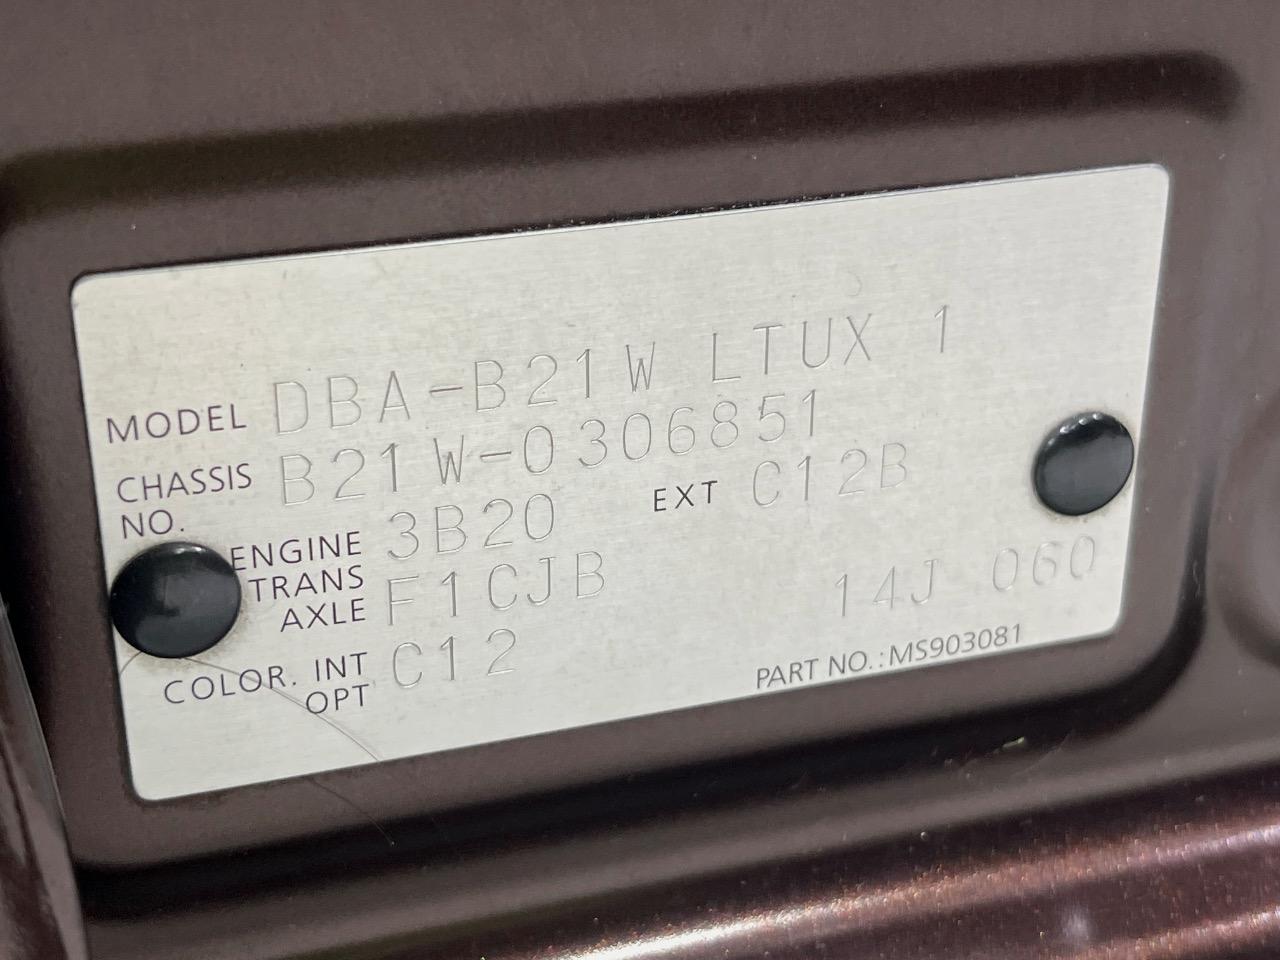 MODEL DBA-B21W LTUX 1
CHASSIS NO. B21W-0306851
ENGINE 3B20 EXT C12B
TRANS AXLE F1CJB
14J 060
COLOR. INT OPT C12
PART NO.:MS903081